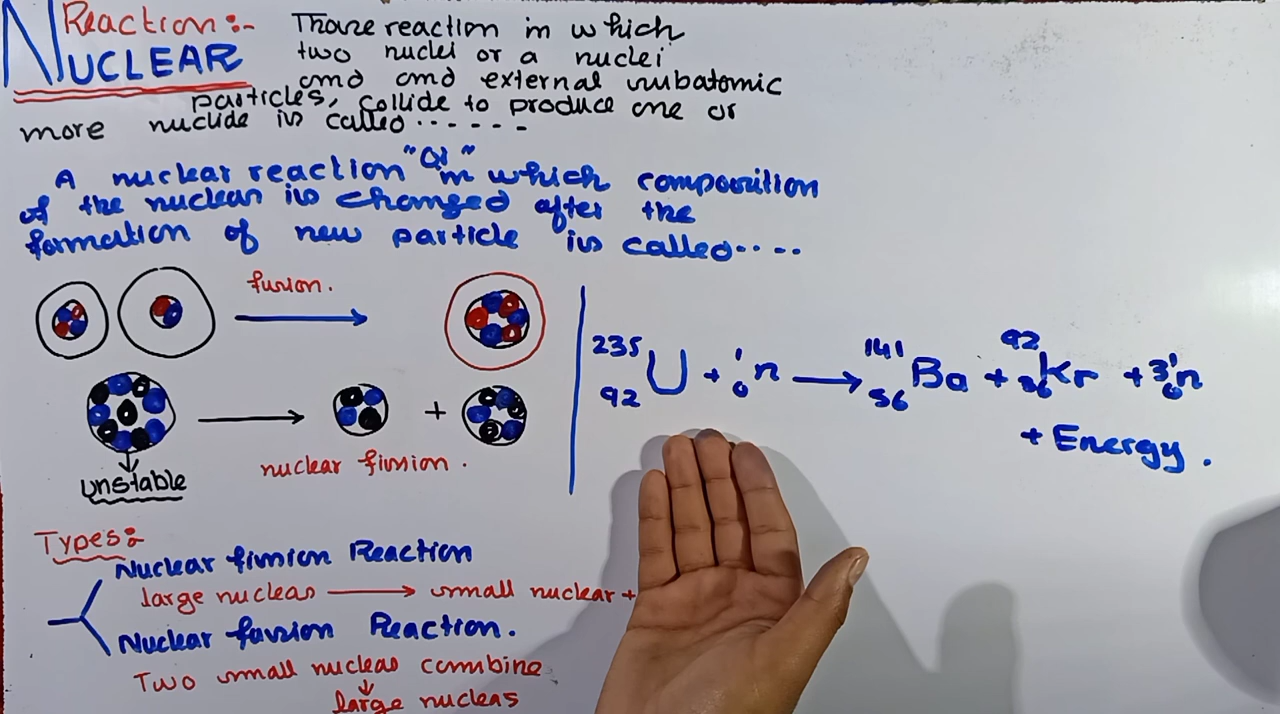 Reaction:-
NUCLEAR
Those reaction in which
two nuclei or a nuclei
and and external subatomic
particles, collide to produce one or
more nuclide is called ......
"Or"
A nuclear reaction in which composition
of the nuclear is changed after the
formation of new particle is called....
fusion.
unstable
+
nuclear fission.
235 92 U + 1 0 n → 141 56 Ba + 92 36 Kr + 3 1 0 n
+ Energy.
Types:
Nuclear fission Reaction
large nucleas → small nuclear +
Nuclear fusion Reaction.
Two small nucleas combine
↓
large nucleas